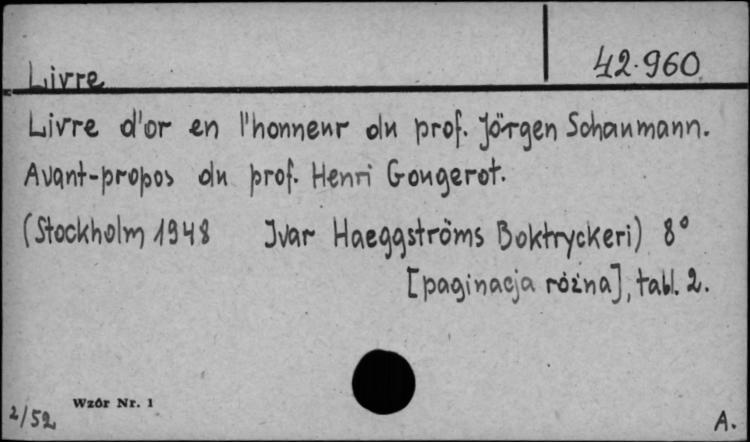 Livre
42.960
Livre d'or en l'honneur du prof. Jörgen Schaumann.
Avant-propos du prof. Henri Gougerot.
(Stockholm 1948 Ivar Haeggströms Boktryckeri) 8°
[paginacja różna], tabl. 2.
Wzór Nr. 1
2/52
A.